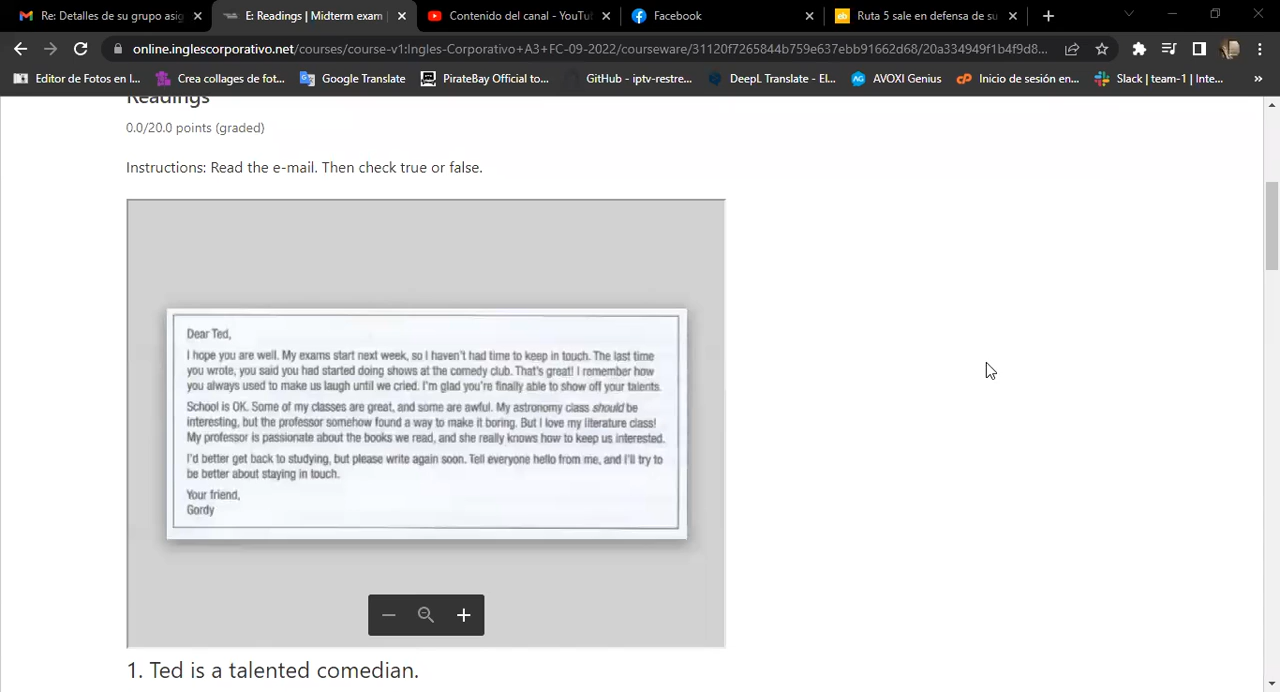 Re: Detalles de su grupo asig
E: Readings | Midterm exam
Contenido del canal - YouTu
Facebook
Ruta 5 sale en defensa de su
online.inglescorporativo.net/courses/course-v1:Ingles-Corporativo+A3+FC-09-2022/courseware/31120f7265844b759e637ebb91662d68/20a334949f1b4f9d8...
Editor de Fotos en l...
Crea collages de fot...
Google Translate
PirateBay Official to...
GitHub - iptv-restre...
DeepL Translate - El...
AVOXI Genius
Inicio de sesión en...
Slack | team-1 | Inte...
»
Readings
0.0/20.0 points (graded)
Instructions: Read the e-mail. Then check true or false.
Dear Ted,
I hope you are well. My exams start next week, so I haven't had time to keep in touch. The last time
you wrote, you said you had started doing shows at the comedy club. That's great! I remember how
you always used to make us laugh until we cried. I'm glad you're finally able to show off your talents.
School is OK. Some of my classes are great, and some are awful. My astronomy class should be
interesting, but the professor somehow found a way to make it boring. But I love my literature class!
My professor is passionate about the books we read, and she really knows how to keep us interested.
I'd better get back to studying, but please write again soon. Tell everyone hello from me, and I'll try to
be better about staying in touch.
Your friend,
Gordy
1. Ted is a talented comedian.